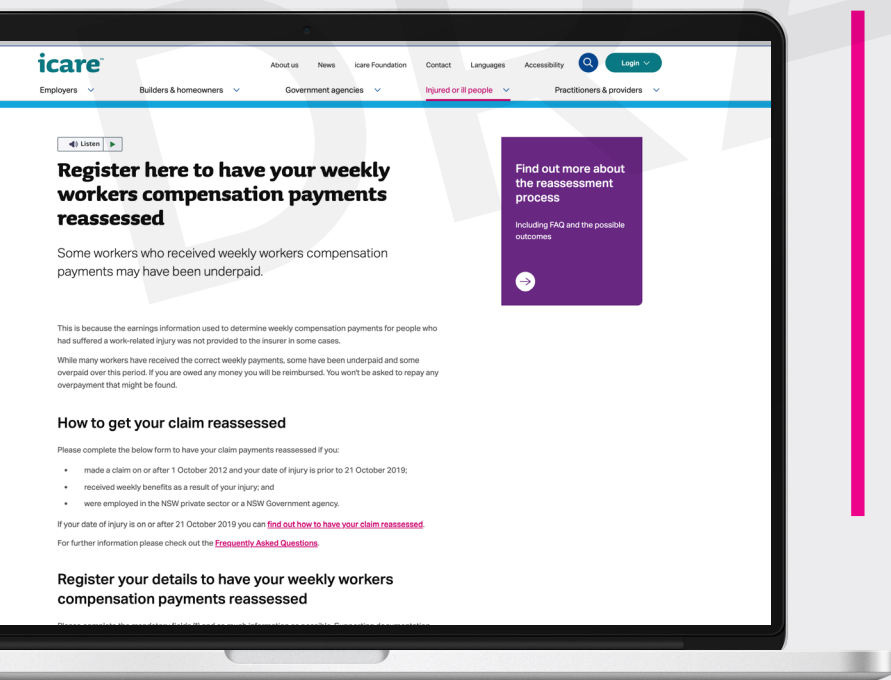 icare™
About us News icare Foundation Contact Languages Accessibility Login
Employers Builders & homeowners Government agencies Injured or ill people Practitioners & providers
Listen
Register here to have your weekly
workers compensation payments
reassessed
Some workers who received weekly workers compensation
payments may have been underpaid.
Find out more about
the reassessment
process
Including FAQ and the possible
outcomes
This is because the earnings information used to determine weekly compensation payments for people who
had suffered a work-related injury was not provided to the insurer in some cases.
While many workers have received the correct weekly payments, some have been underpaid and some
overpaid over this period. If you are owed any money you will be reimbursed. You won't be asked to repay any
overpayment that might be found.
How to get your claim reassessed
Please complete the below form to have your claim payments reassessed if you:
• made a claim on or after 1 October 2012 and your date of injury is prior to 21 October 2019;
• received weekly benefits as a result of your injury; and
• were employed in the NSW private sector or a NSW Government agency.
If your date of injury is on or after 21 October 2019 you can find out how to have your claim reassessed.
For further information please check out the Frequently Asked Questions.
Register your details to have your weekly workers
compensation payments reassessed